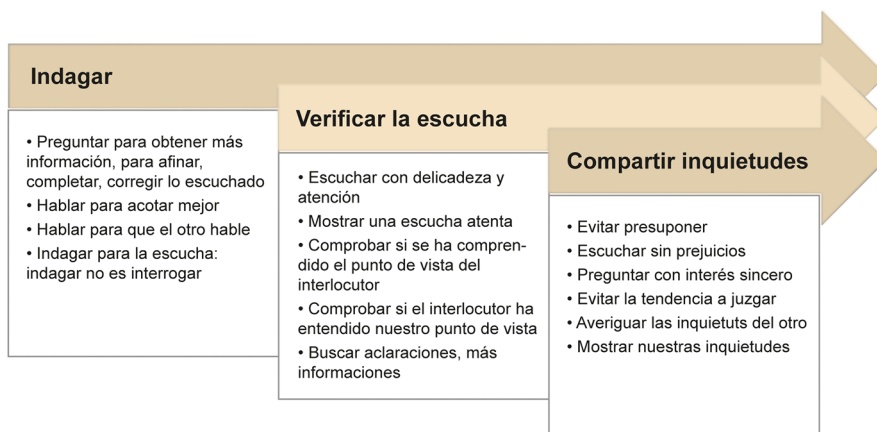 Indagar
• Preguntar para obtener más
información, para afinar,
completar, corregir lo escuchado
• Hablar para acotar mejor
• Hablar para que el otro hable
• Indagar para la escucha:
indagar no es interrogar
Verificar la escucha
• Escuchar con delicadeza y
atención
• Mostrar una escucha atenta
• Comprobar si se ha compren-
dido el punto de vista del
interlocutor
• Comprobar si el interlocutor ha
entendido nuestro punto de vista
• Buscar aclaraciones, más
informaciones
Compartir inquietudes
• Evitar presuponer
• Escuchar sin prejuicios
• Preguntar con interés sincero
• Evitar la tendencia a juzgar
• Averiguar las inquietuts del otro
• Mostrar nuestras inquietudes